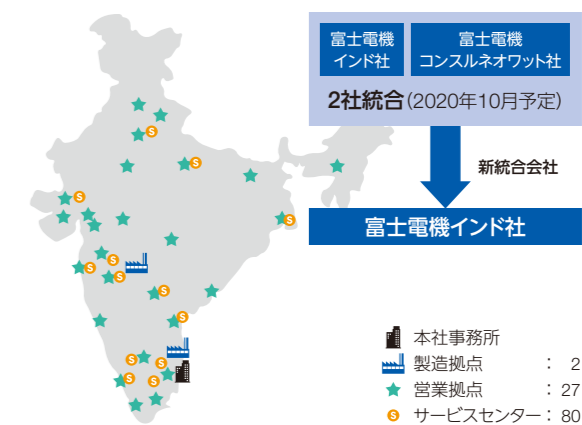 富士電機
インド社
富士電機
コンスルネオワット社
2社統合(2020年10月予定)
新統合会社
富士電機インド社
本社事務所
製造拠点 : 2
営業拠点 : 27
S サービスセンター: 80